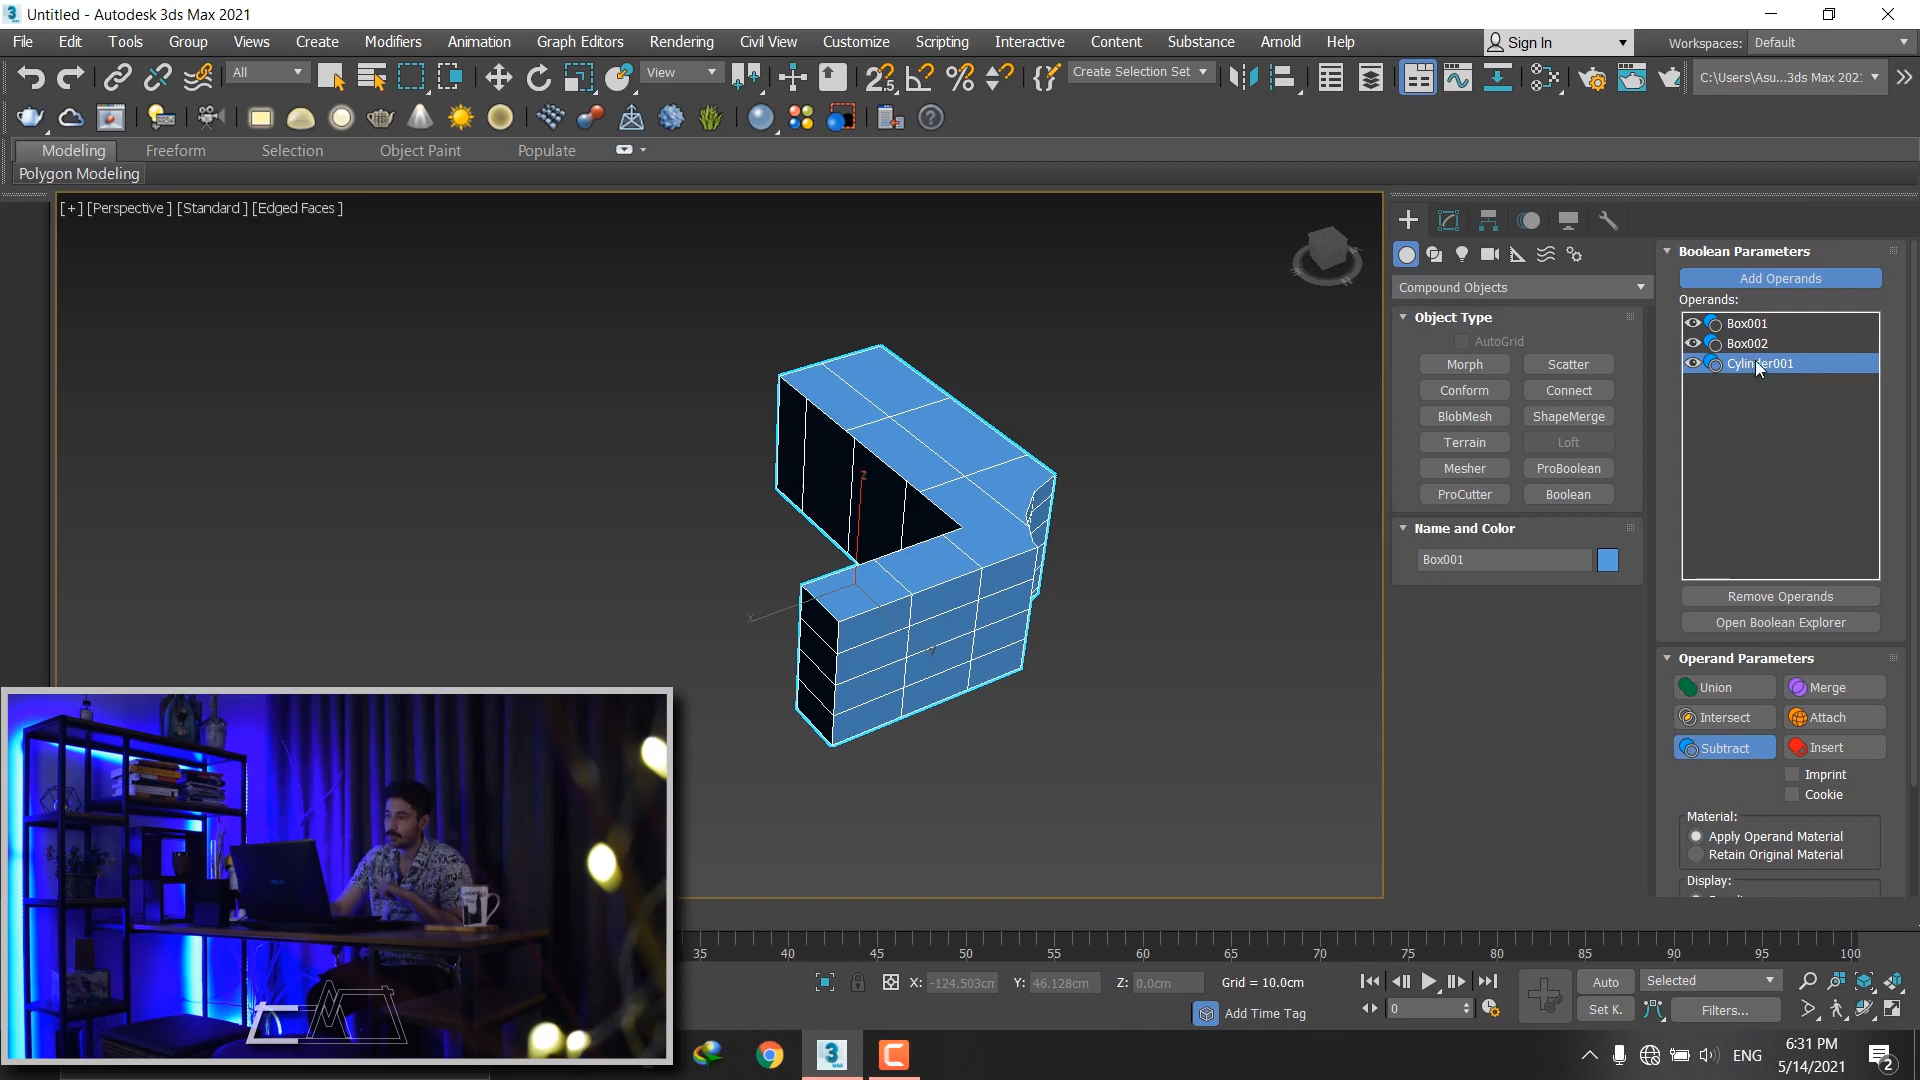 Untitled - Autodesk 3ds Max 2021
File Edit Tools Group Views Create Modifiers Animation Graph Editors Rendering Civil View Customize Scripting Interactive Content Substance Arnold Help
Sign In
Workspaces: Default
All
View
Create Selection Set
C:\Users\Asu...3ds Max 202:
Modeling Freeform Selection Object Paint Populate
Polygon Modeling
[+] [Perspective ] [Standard ] [Edged Faces ]
z
x
y
Compound Objects
Object Type
AutoGrid
Morph Scatter
Conform Connect
BlobMesh ShapeMerge
Terrain Loft
Mesher ProBoolean
ProCutter Boolean
Name and Color
Box001
Boolean Parameters
Add Operands
Operands:
Box001
Box002
Cylinder001
Remove Operands
Open Boolean Explorer
Operand Parameters
Union Merge
Intersect Attach
Subtract Insert
Imprint
Cookie
Material:
Apply Operand Material
Retain Original Material
Display:
35 40 45 50 55 60 65 70 75 80 85 90 95 100
X: -124.503cm Y: 46.128cm Z: 0.0cm Grid = 10.0cm
Add Time Tag
0
Auto Selected
Set K. Filters...
ENG
6:31 PM
5/14/2021
2